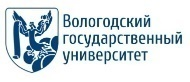 Вологодский
государственный
университет